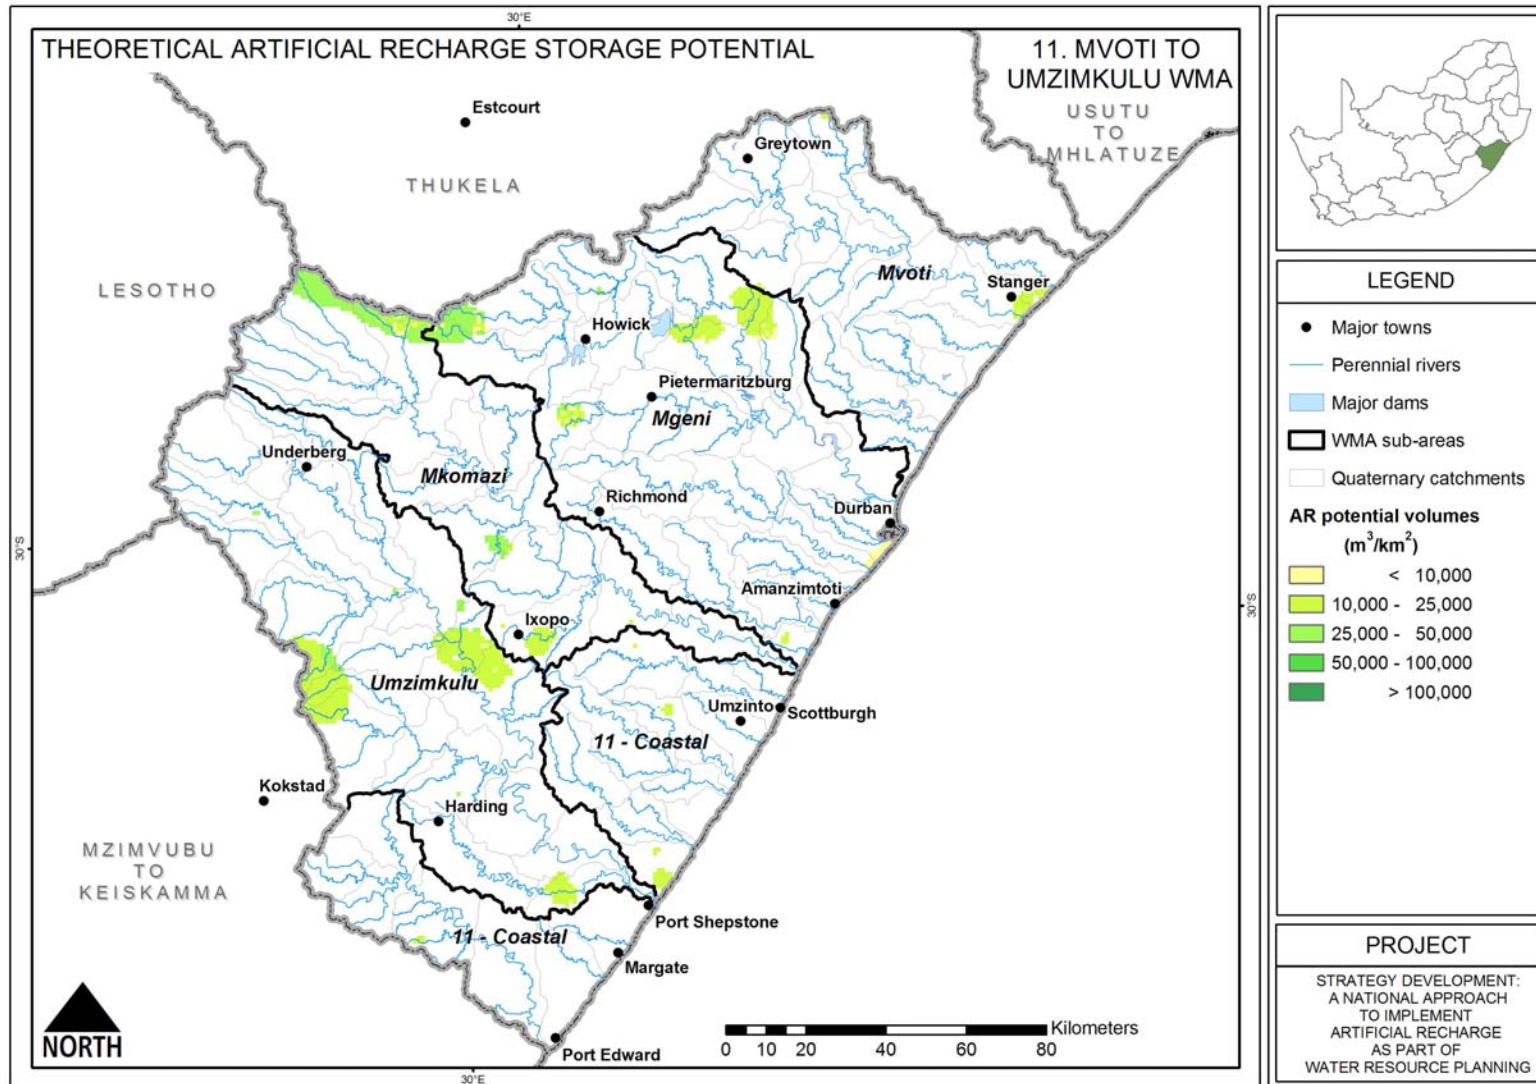 30°E
THEORETICAL ARTIFICIAL RECHARGE STORAGE POTENTIAL
11. MVOTI TO
UMZIMKULU WMA
USUTU
TO
MHLATUZE
Estcourt
Greytown
THUKELA
LESOTHO
Mvoti
Stanger
Howick
Pietermaritzburg
Mgeni
Underberg
Mkomazi
Richmond
Durban
30°S
Amanzimtoti
30°S
Ixopo
Umzimkulu
Umzinto
Scottburgh
11 - Coastal
Kokstad
Harding
MZIMVUBU
TO
KEISKAMMA
Port Shepstone
11 - Coastal
Margate
NORTH
Port Edward
Kilometers
0 10 20 40 60 80
30°E
LEGEND
Major towns
Perennial rivers
Major dams
WMA sub-areas
Quaternary catchments
AR potential volumes
(m³/km²)
< 10,000
10,000 - 25,000
25,000 - 50,000
50,000 - 100,000
> 100,000
PROJECT
STRATEGY DEVELOPMENT:
A NATIONAL APPROACH
TO IMPLEMENT
ARTIFICIAL RECHARGE
AS PART OF
WATER RESOURCE PLANNING